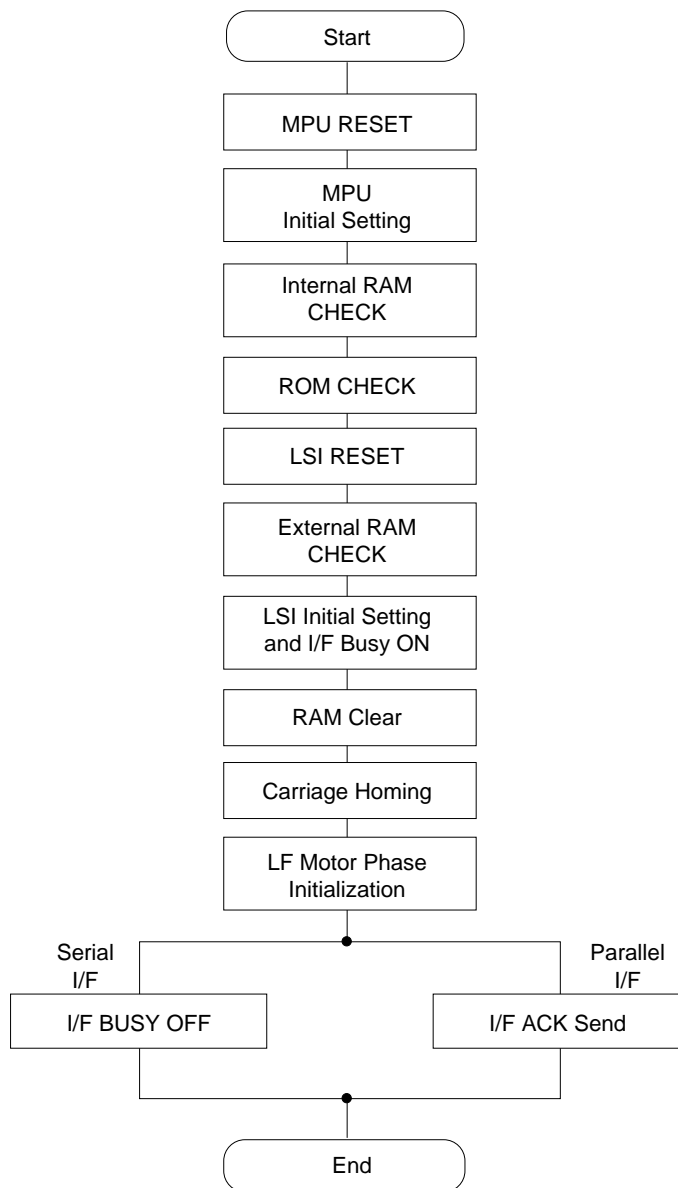 Start
MPU RESET
MPU
Initial Setting
Internal RAM
CHECK
ROM CHECK
LSI RESET
External RAM
CHECK
LSI Initial Setting
and I/F Busy ON
RAM Clear
Carriage Homing
LF Motor Phase
Initialization
Serial
I/F
Parallel
I/F
I/F BUSY OFF
I/F ACK Send
End